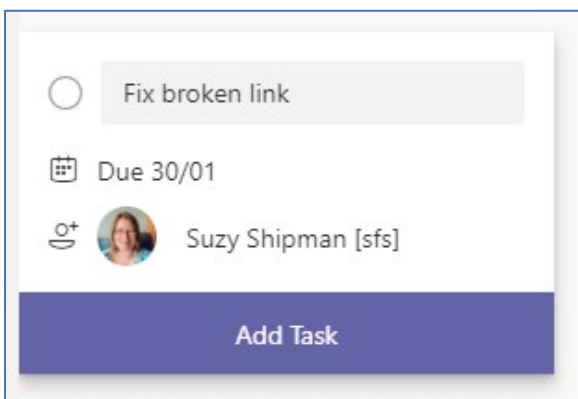 Fix broken link
Due 30/01
Suzy Shipman [sfs]
Add Task